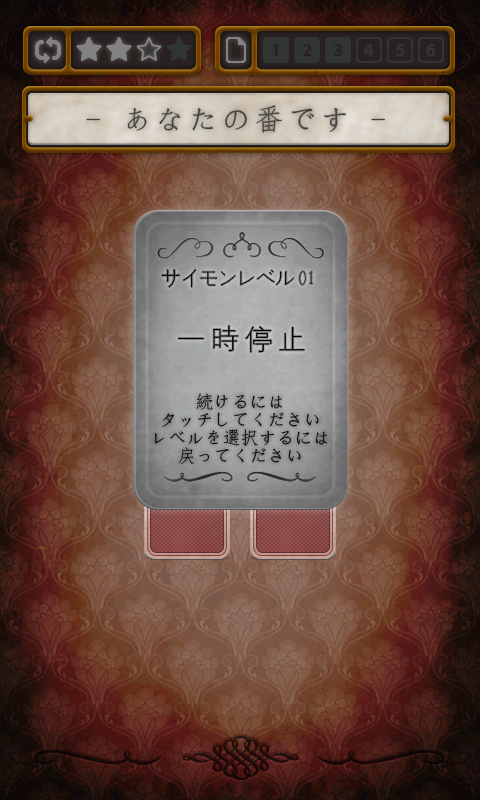 1 2 3 4 5 6
- あなたの番です -
サイモンレベル 01
一時停止
続けるには
タッチしてください
レベルを選択するには
戻ってください